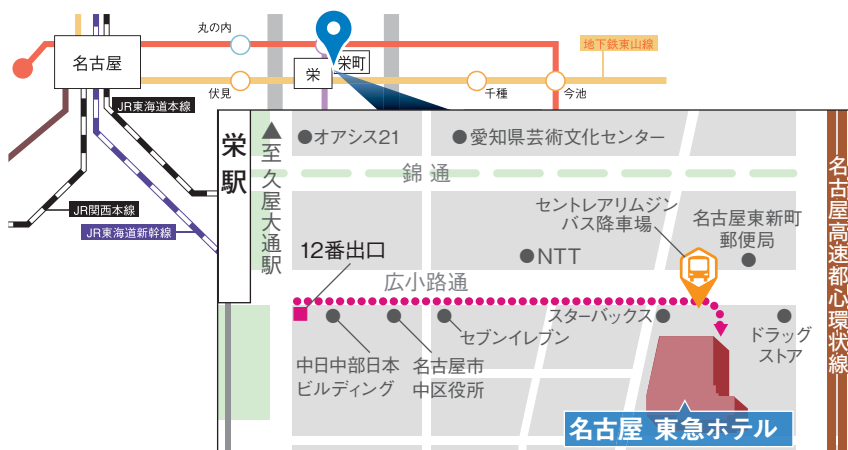 丸の内
地下鉄東山線
名古屋
栄
栄町
伏見
千種
今池
JR東海道本線
JR関西本線
JR東海道新幹線
栄駅
▲至久屋大通駅
オアシス21
愛知県芸術文化センター
錦通
セントレアリムジン
バス降車場
名古屋東新町
郵便局
NTT
12番出口
広小路通
スターバックス
セブンイレブン
ドラッグ
ストア
中日中部日本
ビルディング
名古屋市
中区役所
名古屋 東急ホテル
名古屋高速都心環状線